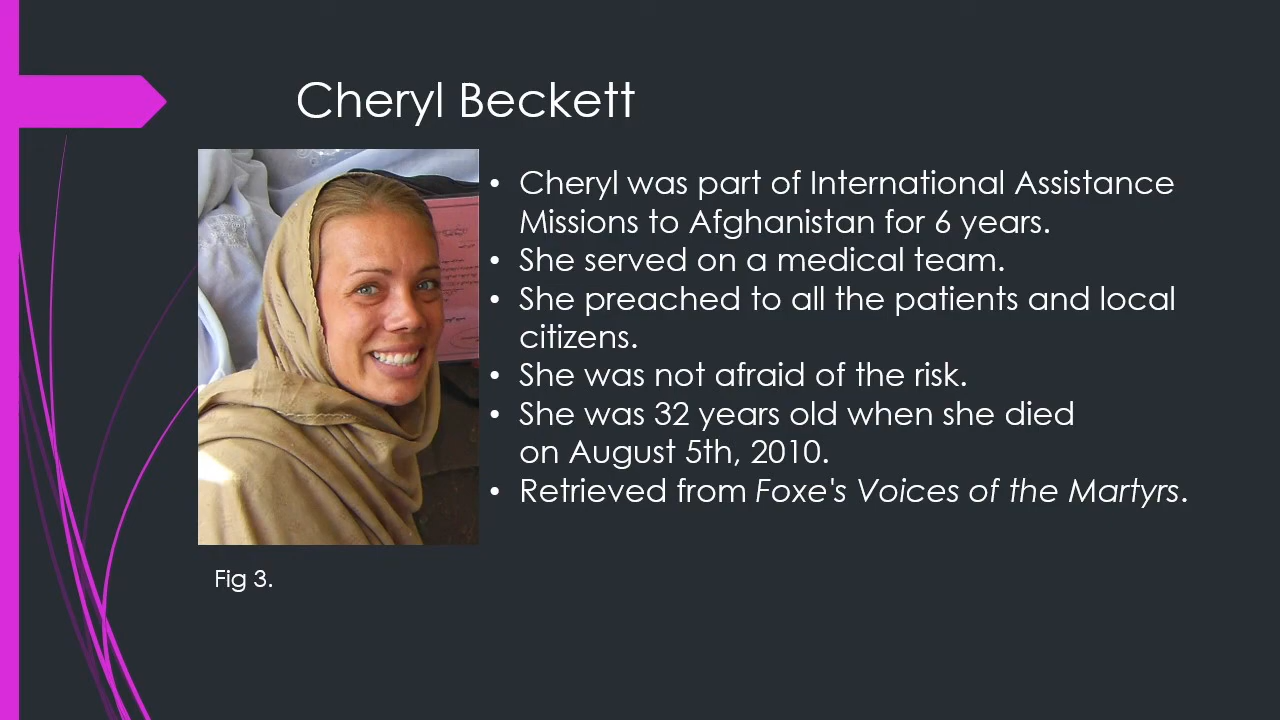 Cheryl Beckett
• Cheryl was part of International Assistance
Missions to Afghanistan for 6 years.
• She served on a medical team.
• She preached to all the patients and local
citizens.
• She was not afraid of the risk.
• She was 32 years old when she died
on August 5th, 2010.
• Retrieved from Foxe's Voices of the Martyrs.
Fig 3.